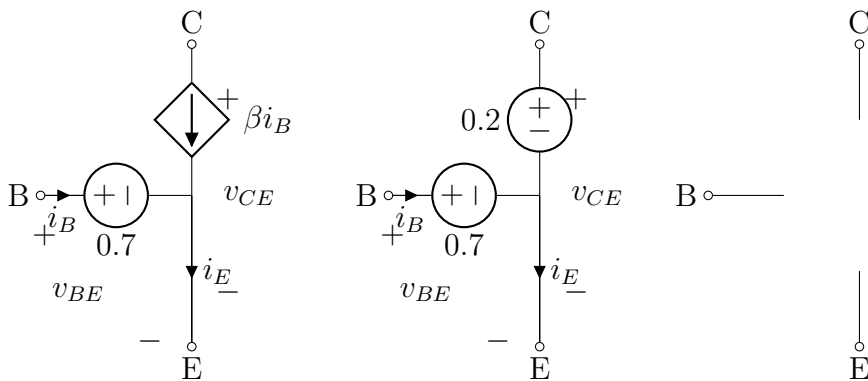 C C C
+ βi_B
0.2 + − +
B + − v_CE B + − v_CE B
i_B i_B
+ 0.7 + 0.7
i_E i_E
v_BE − v_BE −
− −
E E E